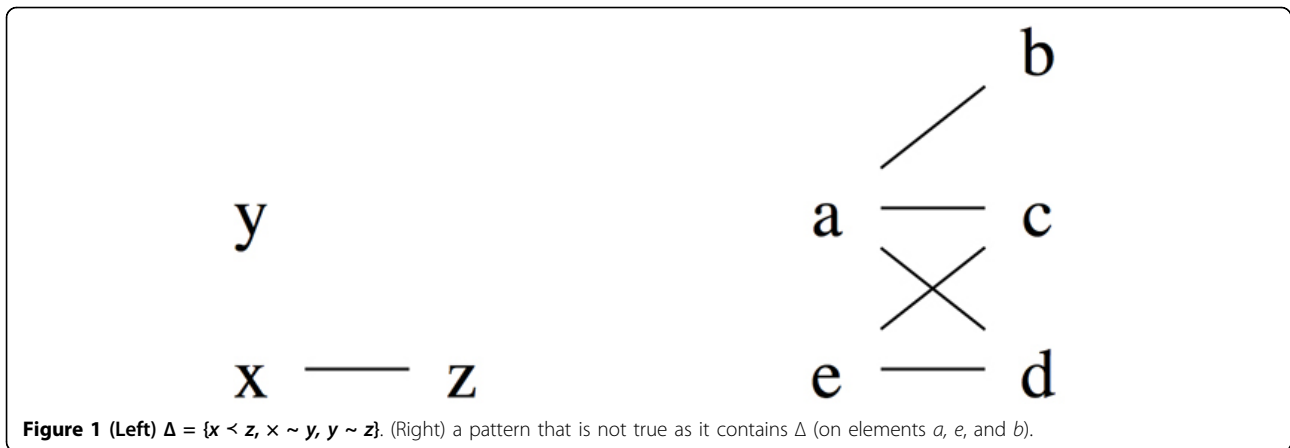 b
y a c
x z e d
Figure 1 (Left) Δ = {x < z, × ~ y, y ~ z}. (Right) a pattern that is not true as it contains Δ (on elements a, e, and b).